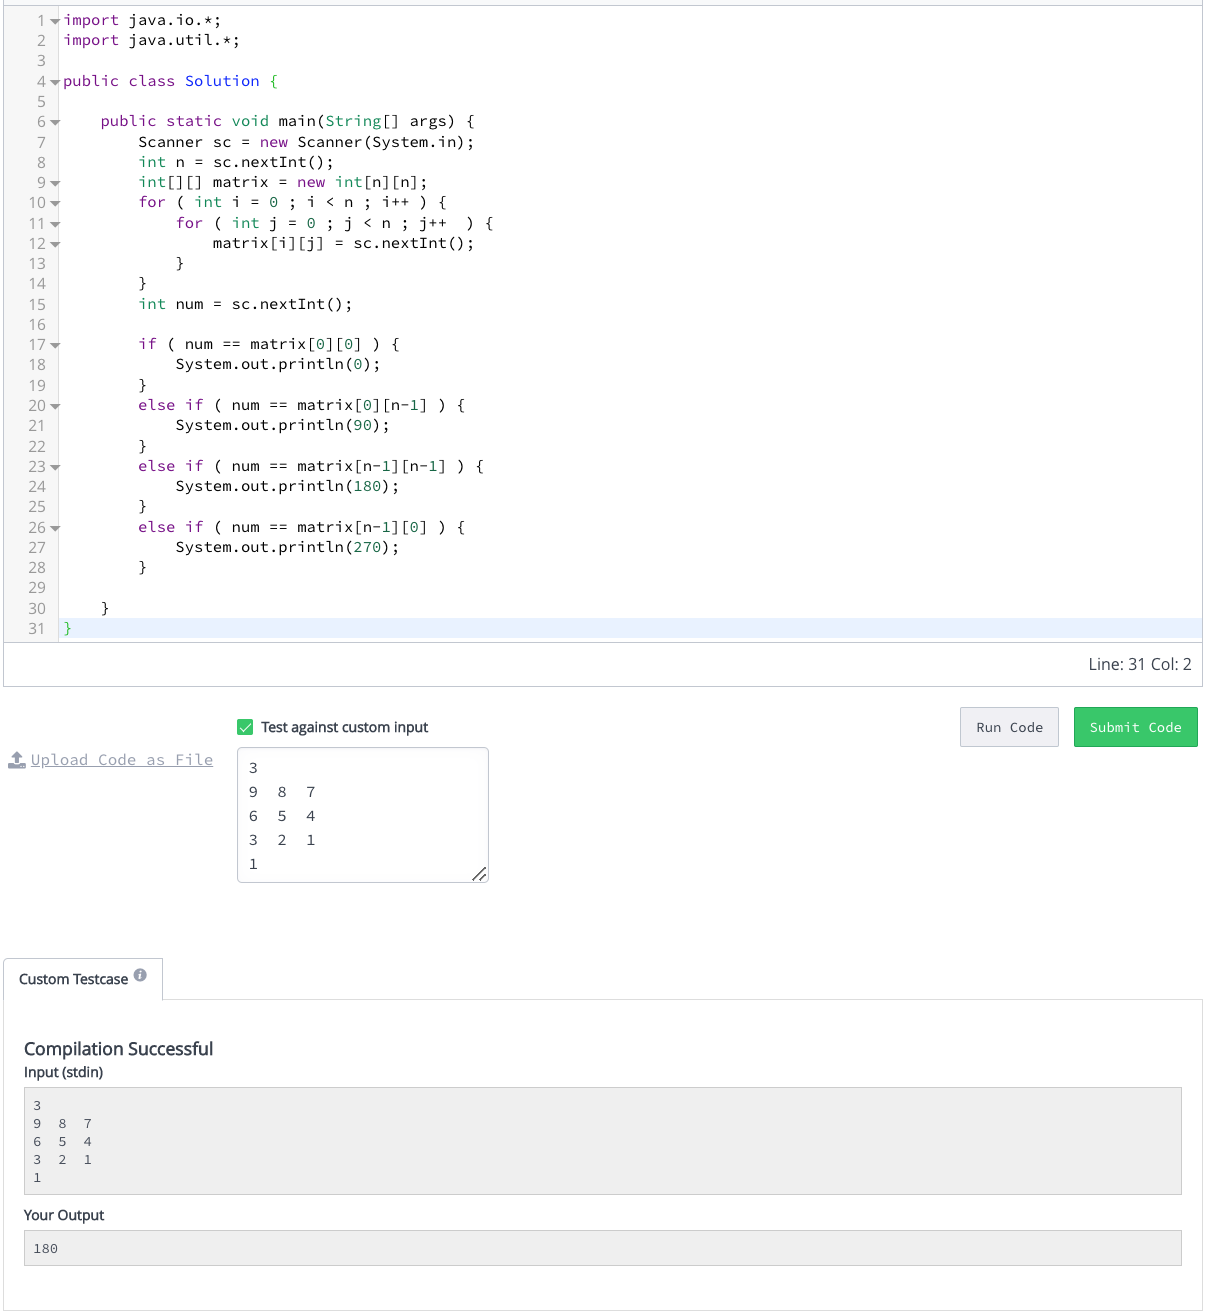 1 import java.io.*;
2 import java.util.*;
3
4 public class Solution {
5
6     public static void main(String[] args) {
7         Scanner sc = new Scanner(System.in);
8         int n = sc.nextInt();
9         int[][] matrix = new int[n][n];
10         for ( int i = 0 ; i < n ; i++ ) {
11             for ( int j = 0 ; j < n ; j++  ) {
12                 matrix[i][j] = sc.nextInt();
13             }
14         }
15         int num = sc.nextInt();
16
17         if ( num == matrix[0][0] ) {
18             System.out.println(0);
19         }
20         else if ( num == matrix[0][n-1] ) {
21             System.out.println(90);
22         }
23         else if ( num == matrix[n-1][n-1] ) {
24             System.out.println(180);
25         }
26         else if ( num == matrix[n-1][0] ) {
27             System.out.println(270);
28         }
29
30     }
31 }
Line: 31 Col: 2
Test against custom input
Run Code
Submit Code
Upload Code as File
3
9  8  7
6  5  4
3  2  1
1
Custom Testcase
Compilation Successful
Input (stdin)
3
9  8  7
6  5  4
3  2  1
1
Your Output
180